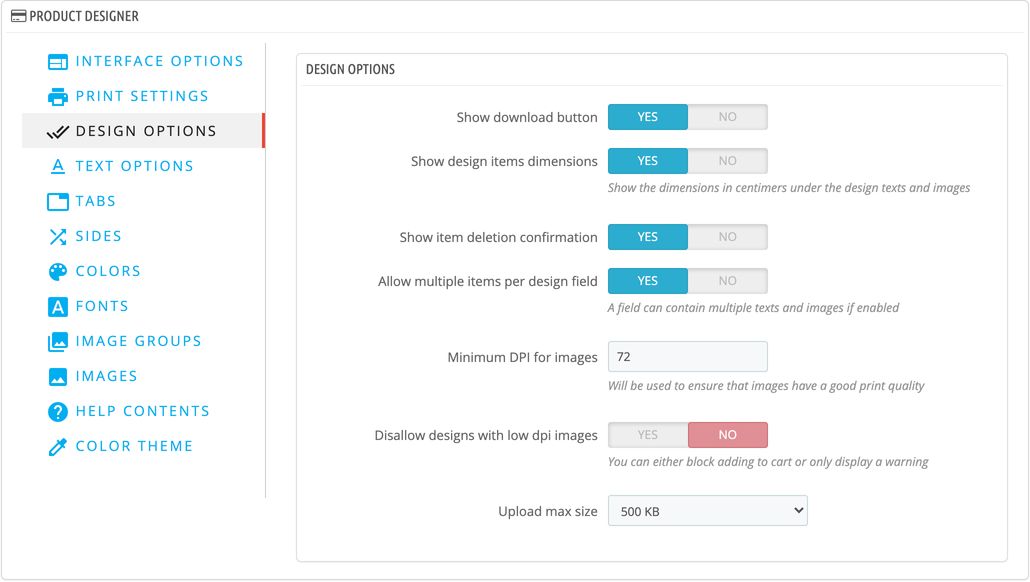 PRODUCT DESIGNER
INTERFACE OPTIONS
PRINT SETTINGS
DESIGN OPTIONS
TEXT OPTIONS
TABS
SIDES
COLORS
FONTS
IMAGE GROUPS
IMAGES
HELP CONTENTS
COLOR THEME
DESIGN OPTIONS
Show download button YES NO
Show design items dimensions YES NO
Show the dimensions in centimers under the design texts and images
Show item deletion confirmation YES NO
Allow multiple items per design field YES NO
A field can contain multiple texts and images if enabled
Minimum DPI for images 72
Will be used to ensure that images have a good print quality
Disallow designs with low dpi images YES NO
You can either block adding to cart or only display a warning
Upload max size 500 KB